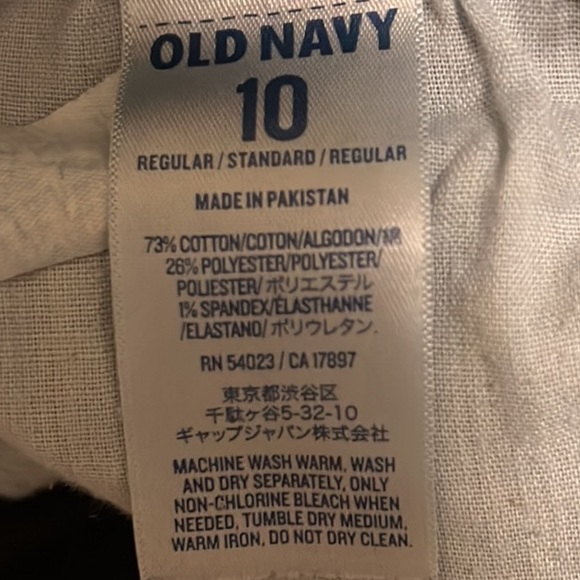 OLD NAVY
10
REGULAR / STANDARD / REGULAR
MADE IN PAKISTAN
73% COTTON/COTON/ALGODON/綿
26% POLYESTER/POLYESTER/
POLIESTER/ ポリエステル
1% SPANDEX/ÉLASTHANNE
/ELASTANO/ ポリウレタン.
RN 54023 / CA 17897
東京都渋谷区
千駄ヶ谷5-32-10
ギャップジャパン株式会社
MACHINE WASH WARM, WASH
AND DRY SEPARATELY, ONLY
NON-CHLORINE BLEACH WHEN
NEEDED, TUMBLE DRY MEDIUM,
WARM IRON, DO NOT DRY CLEAN.